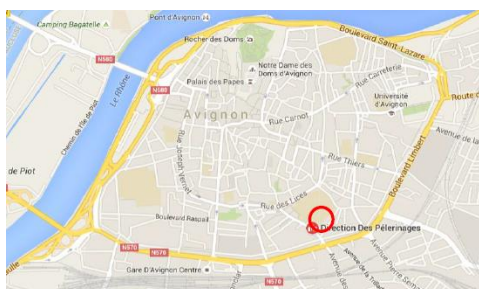 Camping Bagatelle
Pont d'Avignon
Rocher des Doms
Boulevard Saint-Lazare
N580
Le Rhône
Notre Dame des
Doms d'Avignon
Palais des Papes
Rue Carreterie
N580
Chemin de l'Ile de Piot
Avignon
Université
d'Avignon
Route d
Rue Carnot
Avenue de la
Rue Joseph Vernet
Rue Thiers
Boulevard Limbert
de Piot
Rue des Lices
Boulevard Raspail
Direction Des Pélerinages
N570
N570
Gare D'Avignon Centre
N570
Avenue Pierre Semard